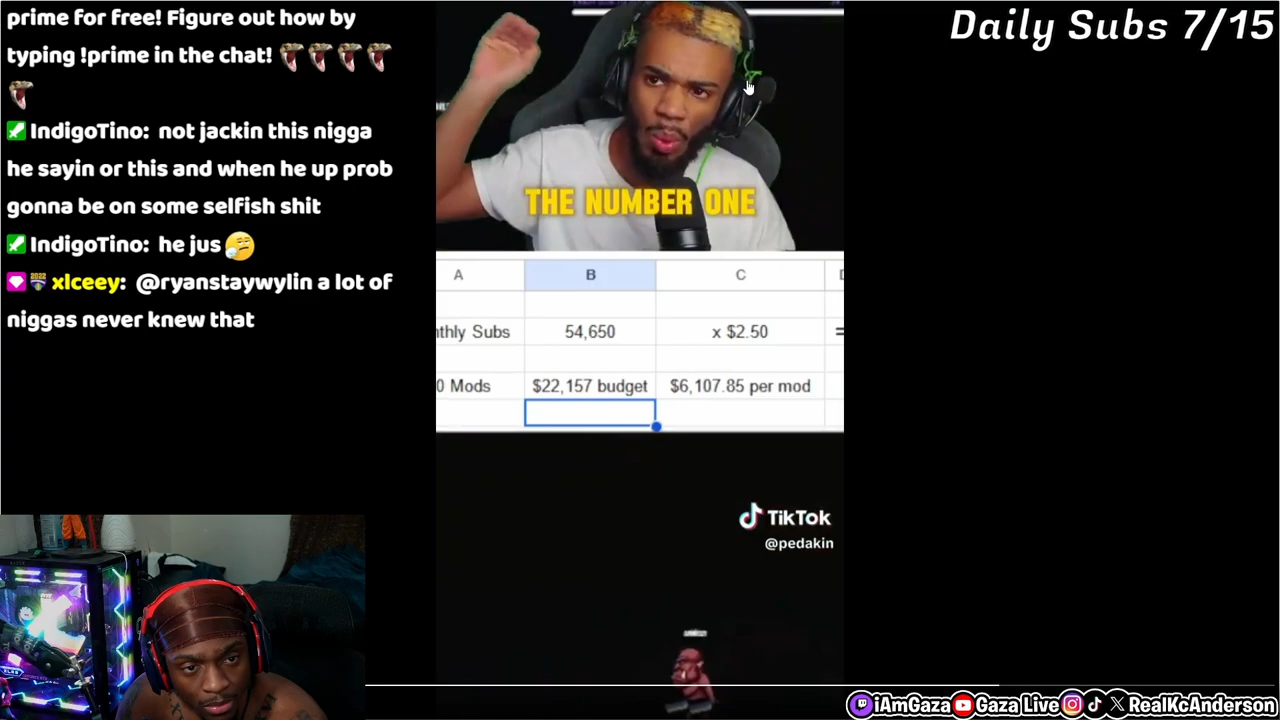 prime for free! Figure out how by
typing !prime in the chat!
IndigoTino: not jackin this nigga
he sayin or this and when he up prob
gonna be on some selfish shit
IndigoTino: he jus
2022
xlceey: @ryanstaywylin a lot of
niggas never knew that
Daily Subs 7/15
THE NUMBER ONE
A B C
nthly Subs 54,650 x $2.50 =
0 Mods $22,157 budget $6,107.85 per mod
TikTok
@pedakin
iAmGaza Gaza Live RealKcAnderson